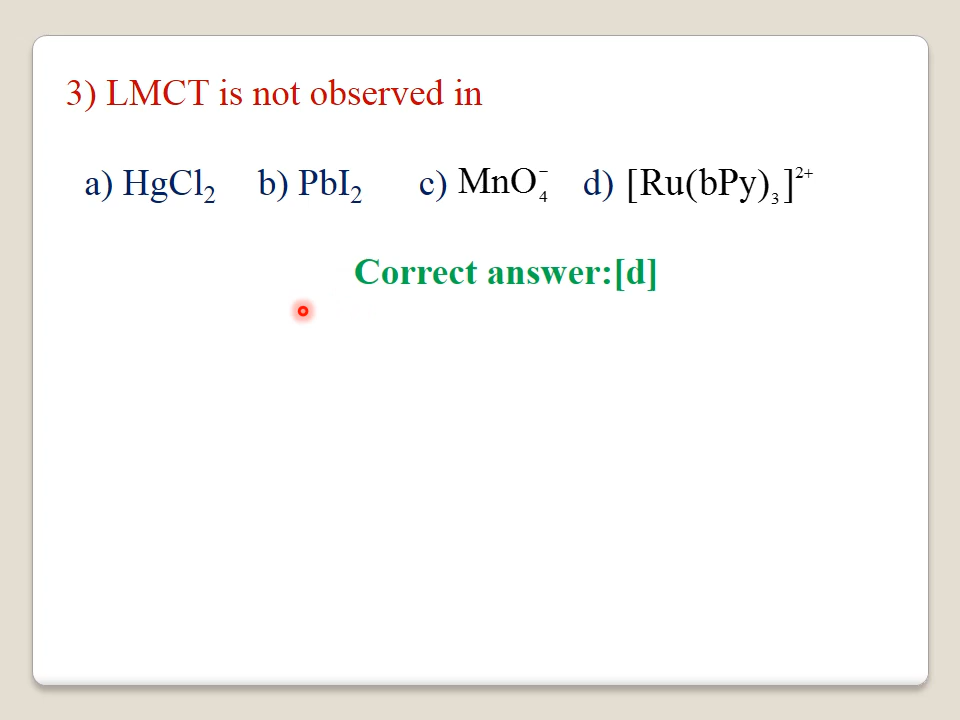 3) LMCT is not observed in
a) HgCl₂ b) PbI₂ c) MnO₄⁻ d) [Ru(bPy)₃]²⁺
Correct answer:[d]